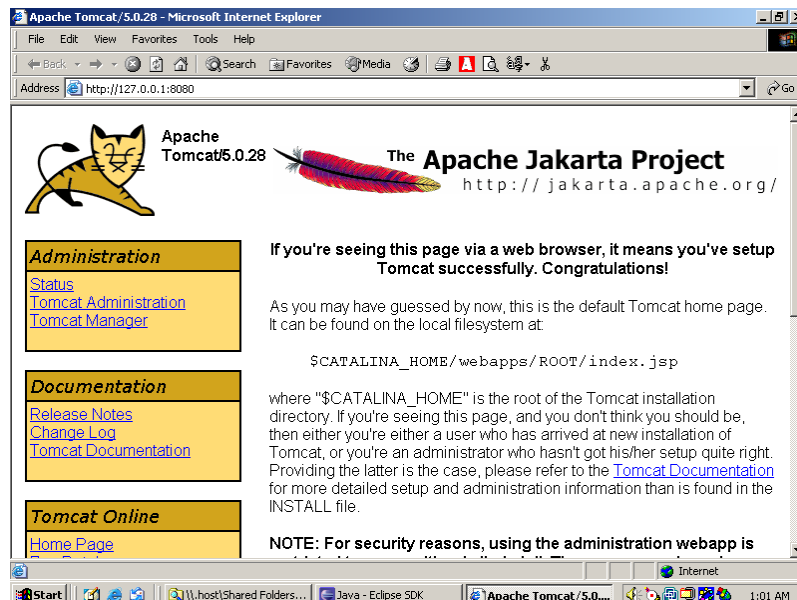 Apache Tomcat/5.0.28 - Microsoft Internet Explorer
File Edit View Favorites Tools Help
Back Search Favorites Media
Address http://127.0.0.1:8080 Go
Apache
Tomcat/5.0.28
The Apache Jakarta Project
http://jakarta.apache.org/
Administration
Status
Tomcat Administration
Tomcat Manager
Documentation
Release Notes
Change Log
Tomcat Documentation
Tomcat Online
Home Page
If you're seeing this page via a web browser, it means you've setup
Tomcat successfully. Congratulations!
As you may have guessed by now, this is the default Tomcat home page.
It can be found on the local filesystem at:
$CATALINA_HOME/webapps/ROOT/index.jsp
where "$CATALINA_HOME" is the root of the Tomcat installation
directory. If you're seeing this page, and you don't think you should be,
then either you're either a user who has arrived at new installation of
Tomcat, or you're an administrator who hasn't got his/her setup quite right.
Providing the latter is the case, please refer to the Tomcat Documentation
for more detailed setup and administration information than is found in the
INSTALL file.
NOTE: For security reasons, using the administration webapp is
Internet
Start \\.host\Shared Folders... Java - Eclipse SDK Apache Tomcat/5.0.... 1:01 AM